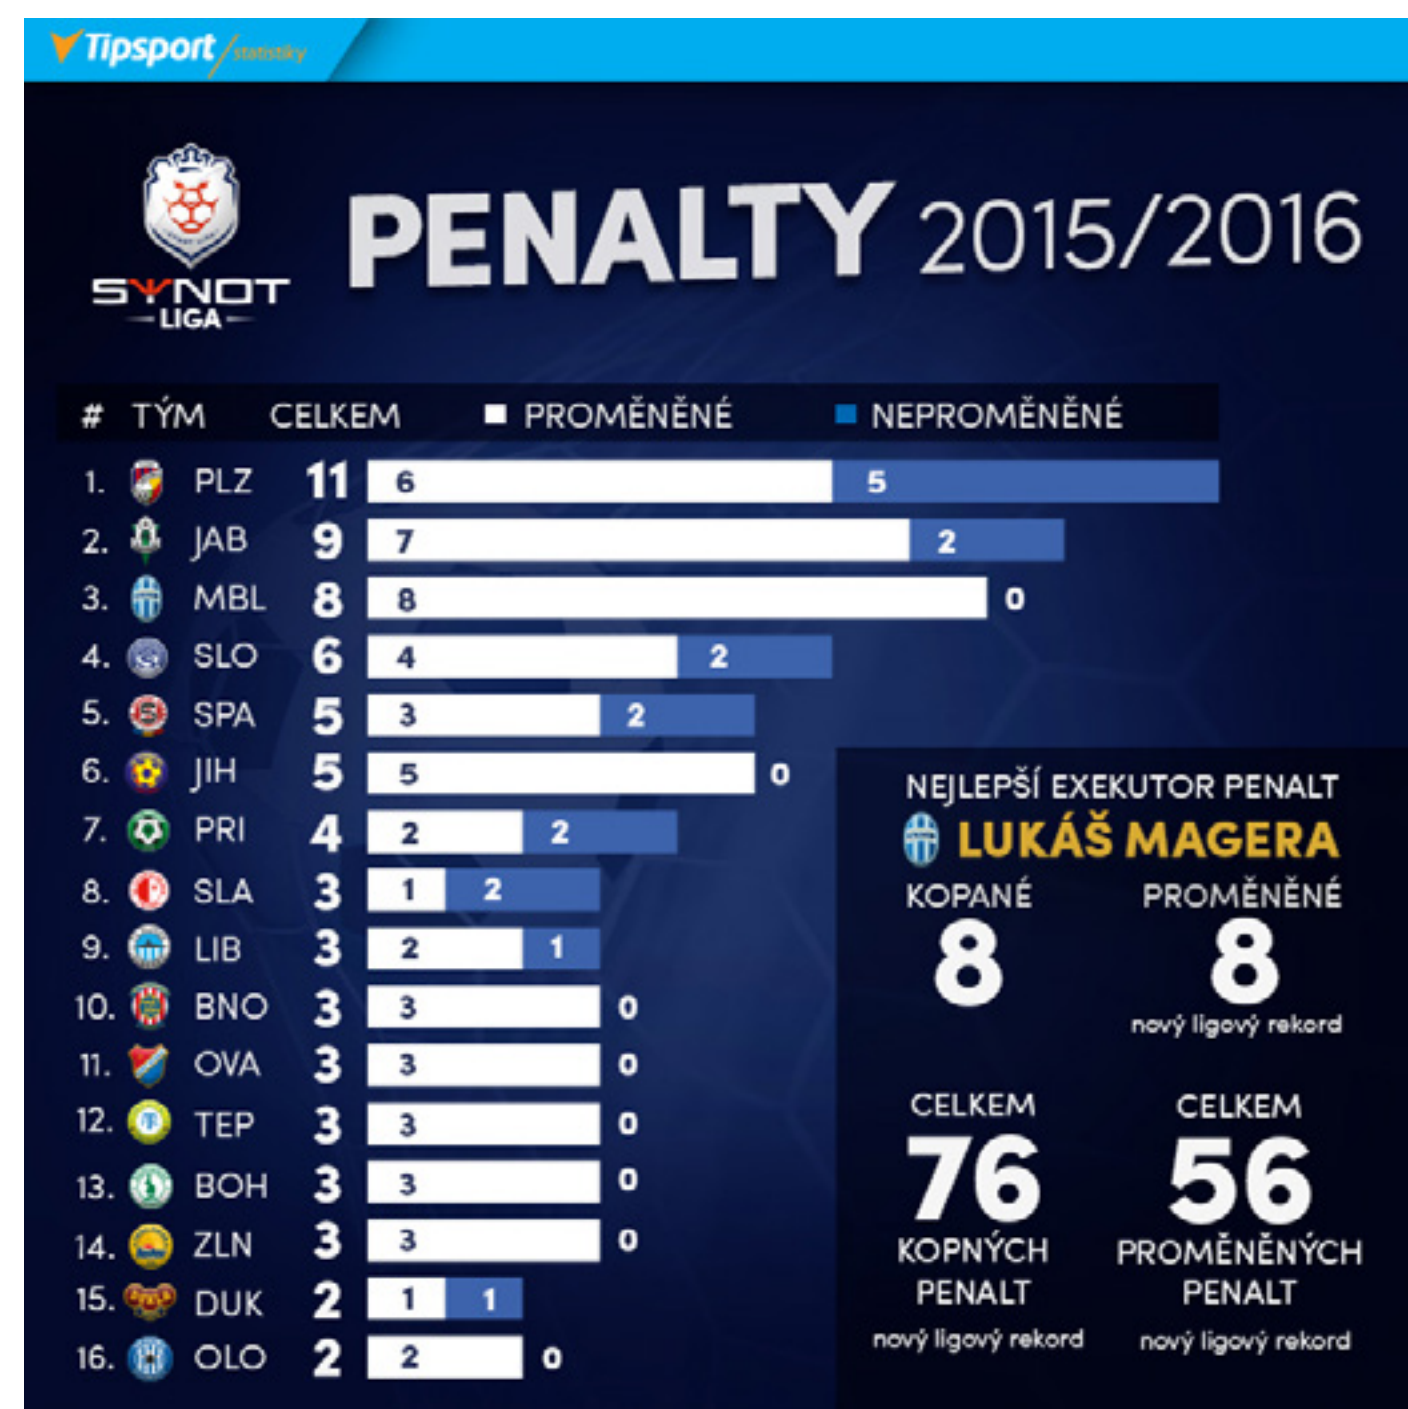 Tipsport/statistiky
SYNOT
LIGA
PENALTY 2015/2016
# TÝM CELKEM PROMĚNĚNÉ NEPROMĚNĚNÉ
1. PLZ 11 6 5
2. JAB 9 7 2
3. MBL 8 8 0
4. SLO 6 4 2
5. SPA 5 3 2
6. JIH 5 5 0
7. PRI 4 2 2
8. SLA 3 1 2
9. LIB 3 2 1
10. BNO 3 3 0
11. OVA 3 3 0
12. TEP 3 3 0
13. BOH 3 3 0
14. ZLN 3 3 0
15. DUK 2 1 1
16. OLO 2 2 0
NEJLEPŠÍ EXEKUTOR PENALT
LUKÁŠ MAGERA
KOPANÉ PROMĚNĚNÉ
8 8
nový ligový rekord
CELKEM CELKEM
76 56
KOPNÝCH PROMĚNĚNÝCH
PENALT PENALT
nový ligový rekord nový ligový rekord